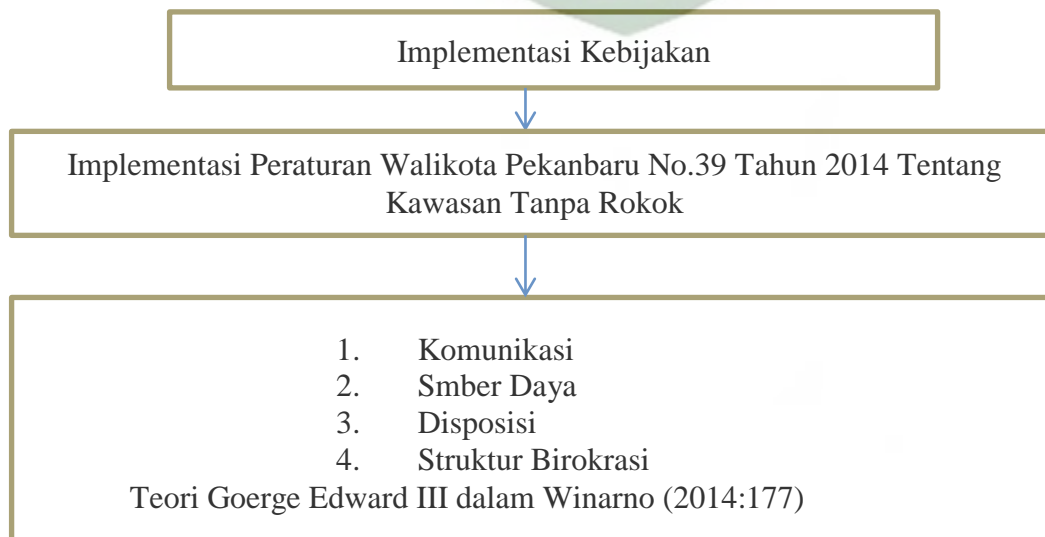 Implementasi Kebijakan
Implementasi Peraturan Walikota Pekanbaru No.39 Tahun 2014 Tentang
Kawasan Tanpa Rokok
1. Komunikasi
2. Smber Daya
3. Disposisi
4. Struktur Birokrasi
Teori Goerge Edward III dalam Winarno (2014:177)